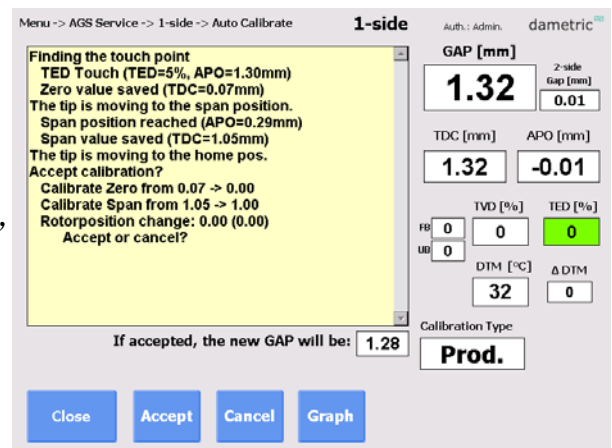 Menu -> AGS Service -> 1-side -> Auto Calibrate
1-side
Auth.: Admin.
dametric
Finding the touch point
TED Touch (TED=5%, APO=1.30mm)
Zero value saved (TDC=0.07mm)
The tip is moving to the span position.
Span position reached (APO=0.29mm)
Span value saved (TDC=1.05mm)
The tip is moving to the home pos.
Accept calibration?
Calibrate Zero from 0.07 -> 0.00
Calibrate Span from 1.05 -> 1.00
Rotorposition change: 0.00 (0.00)
Accept or cancel?
If accepted, the new GAP will be: 1.28
GAP [mm]
1.32
2-side
Gap [mm]
0.01
TDC [mm] APO [mm]
1.32 -0.01
TVD [%] TED [%]
FB 0
UB 0
0 0
DTM [°C] Δ DTM
32 0
Calibration Type
Prod.
Close Accept Cancel Graph
,